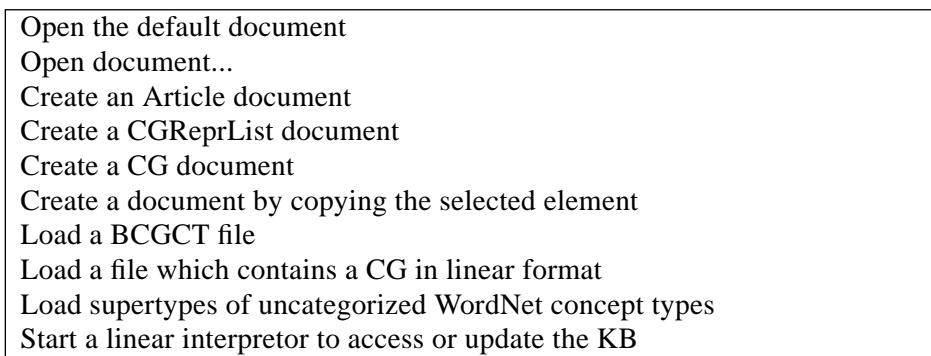 Open the default document
Open document...
Create an Article document
Create a CGReprList document
Create a CG document
Create a document by copying the selected element
Load a BCGCT file
Load a file which contains a CG in linear format
Load supertypes of uncategorized WordNet concept types
Start a linear interpretor to access or update the KB